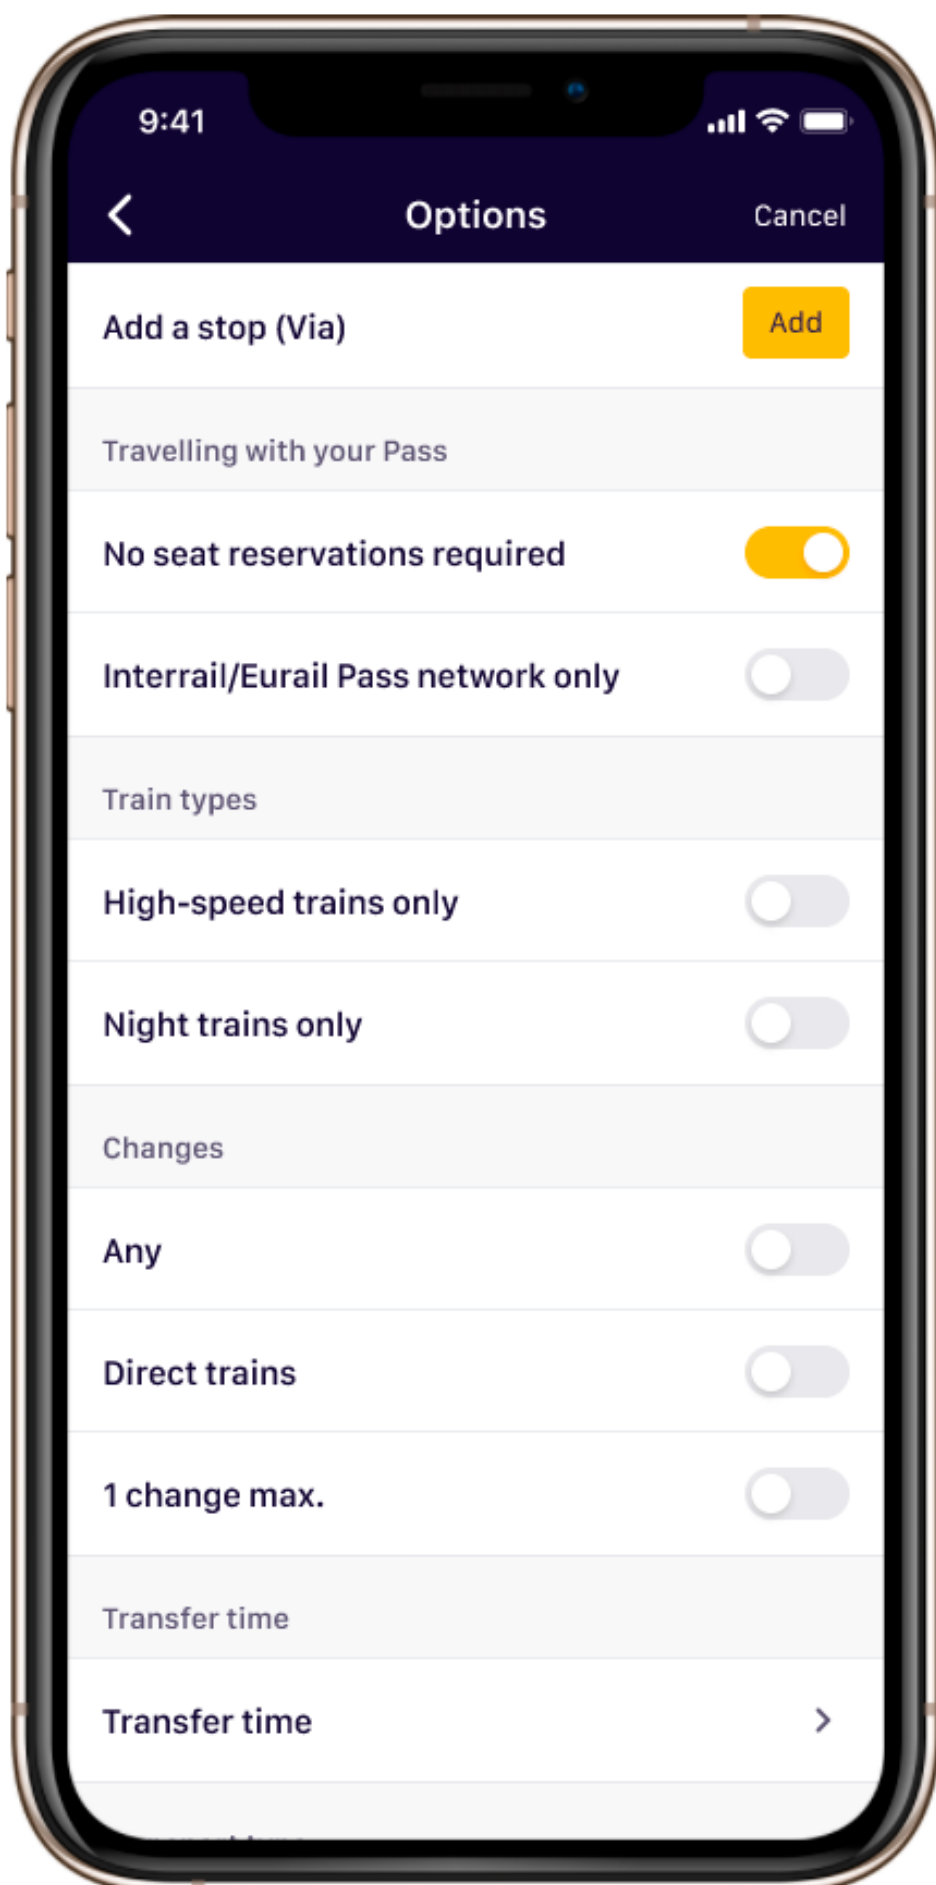 9:41
Options
Cancel
Add a stop (Via)
Add
Travelling with your Pass
No seat reservations required
Interrail/Eurail Pass network only
Train types
High-speed trains only
Night trains only
Changes
Any
Direct trains
1 change max.
Transfer time
Transfer time